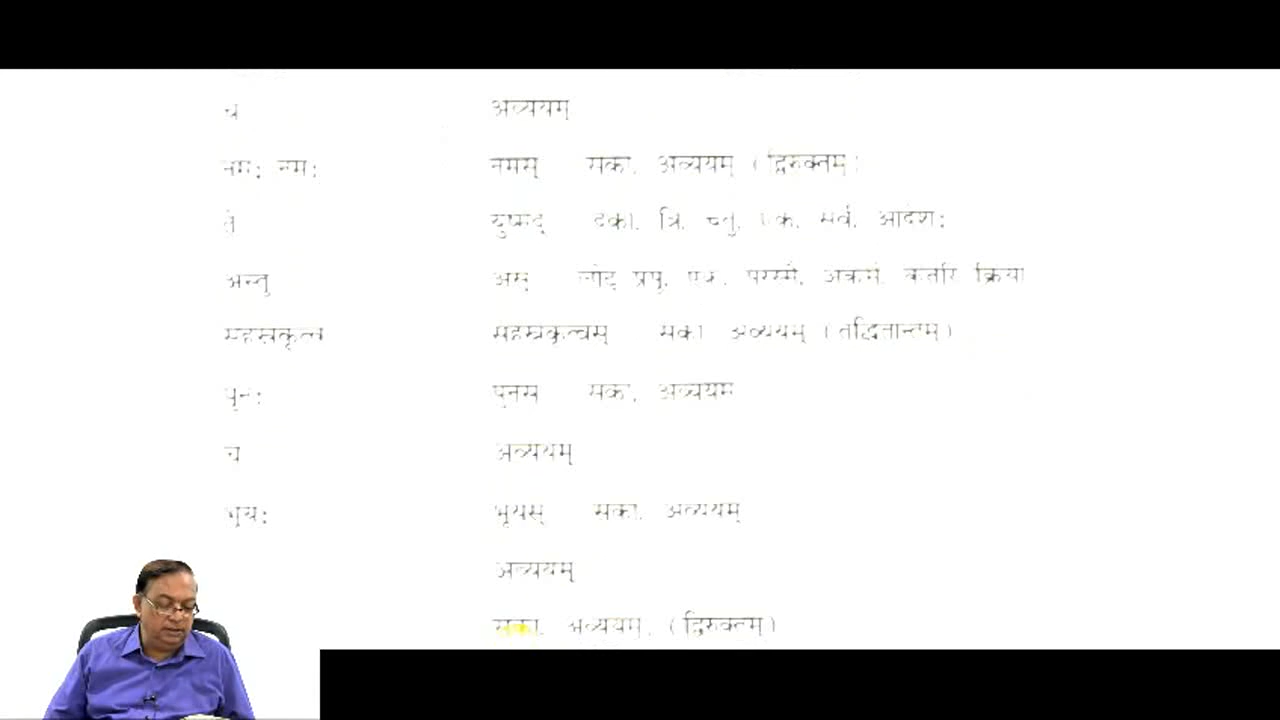 च अव्ययम्
नमः नमः नमस् सका. अव्ययम् (द्विरुक्तम्)
ते युष्मद् दका. त्रि. चतु. एक. सर्व. आदेशः
अस्तु अस् लोट् प्रपु. एक. परस्मै. अकर्म. कर्तरि क्रिया
सहस्रकृत्व सहस्रकृत्वस् सका. अव्ययम् (तद्धितान्तम्)
पुनः पुनस सका. अव्ययम
च अव्ययम्
भूयः भूयस् सका. अव्ययम्
अव्ययम्
सका. अव्ययम्. (द्विरुक्तम्)